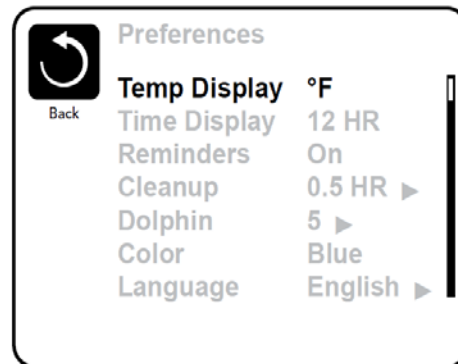 Preferences
Back
Temp Display °F
Time Display 12 HR
Reminders On
Cleanup 0.5 HR ▶
Dolphin 5 ▶
Color Blue
Language English ▶